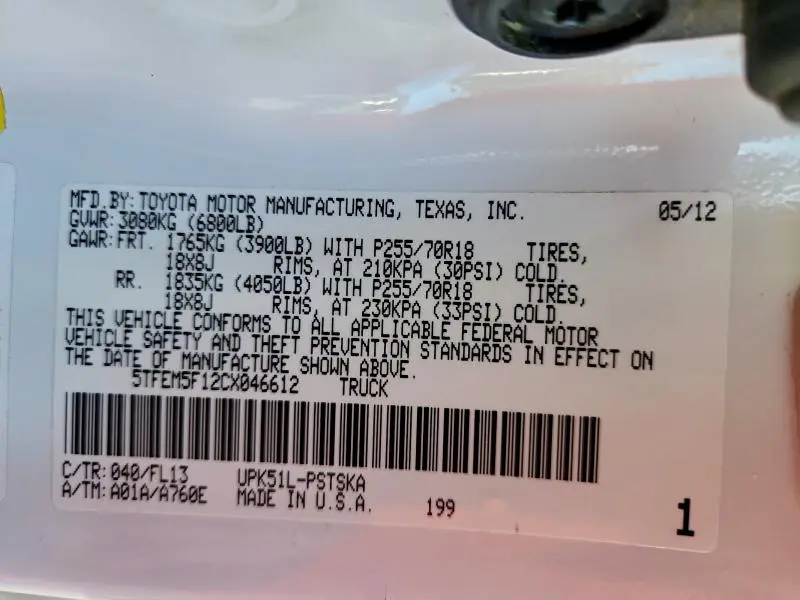 MFD.BY: TOYOTA MOTOR MANUFACTURING, TEXAS, INC. 05/12
GVWR: 3080KG (6800LB)
GAWR: FRT. 1765KG (3900LB) WITH P255/70R18 TIRES,
18X8J RIMS, AT 210KPA (30PSI) COLD.
RR. 1835KG (4050LB) WITH P255/70R18 TIRES,
18X8J RIMS, AT 230KPA (33PSI) COLD.
THIS VEHICLE CONFORMS TO ALL APPLICABLE FEDERAL MOTOR
VEHICLE SAFETY AND THEFT PREVENTION STANDARDS IN EFFECT ON
THE DATE OF MANUFACTURE SHOWN ABOVE.
5TFEM5F12CX046612 TRUCK
C/TR: 040/FL13 UPK51L-PSTSKA
A/TM: A01A/A760E MADE IN U.S.A. 199 1